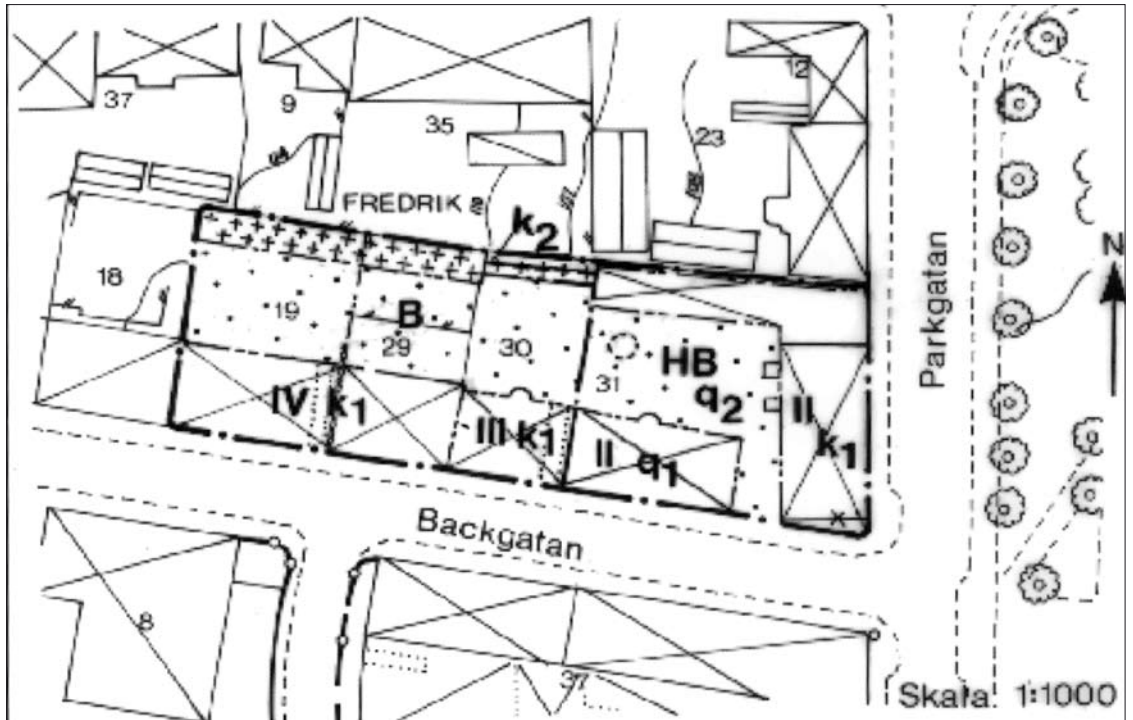 37
9
35
12
23
FREDRIK
k2
18
19
B
29
30
31
HB
q2
IV k1
III k1
II q1
II
k1
Parkgatan
N
Backgatan
8
37
Skala 1:1000